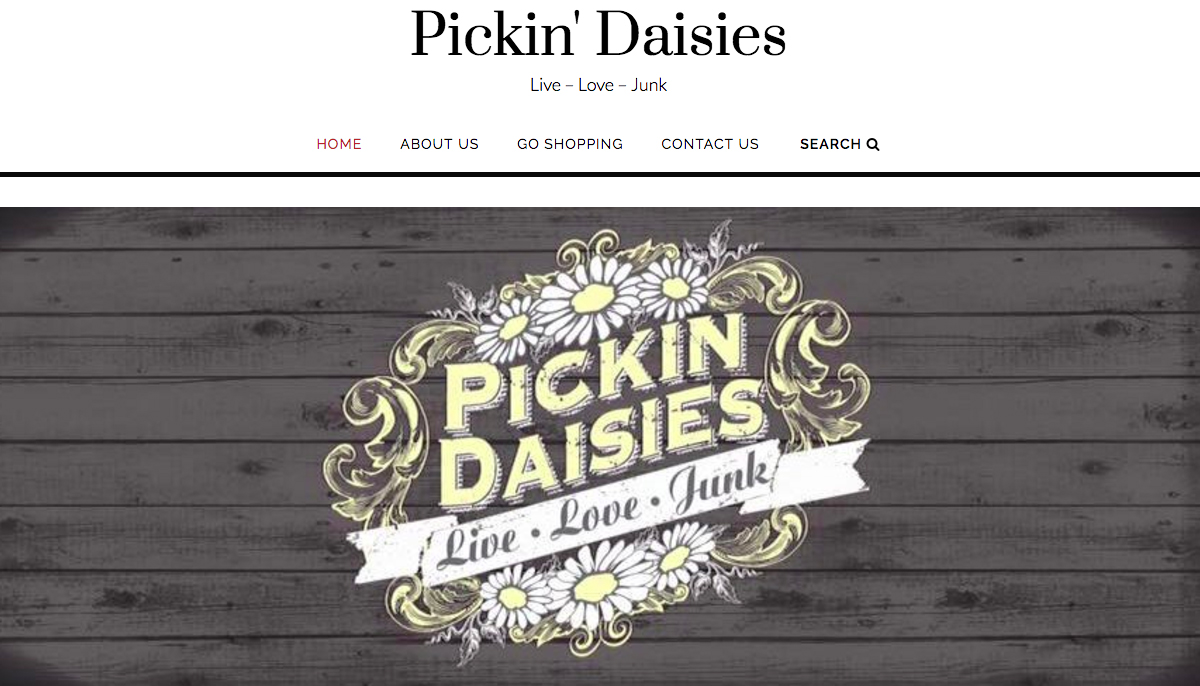 Pickin' Daisies
Live – Love – Junk
HOME ABOUT US GO SHOPPING CONTACT US SEARCH
PICKIN
DAISIES
Live • Love • Junk